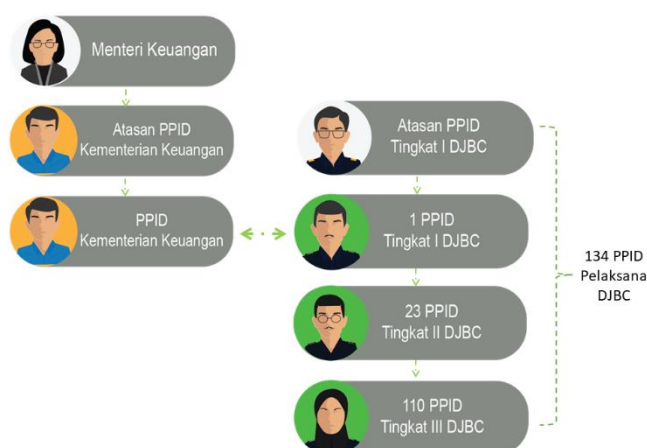 Menteri Keuangan
Atasan PPID
Kementerian Keuangan
PPID
Kementerian Keuangan
Atasan PPID
Tingkat I DJBC
1 PPID
Tingkat I DJBC
23 PPID
Tingkat II DJBC
110 PPID
Tingkat III DJBC
134 PPID
Pelaksana
DJBC